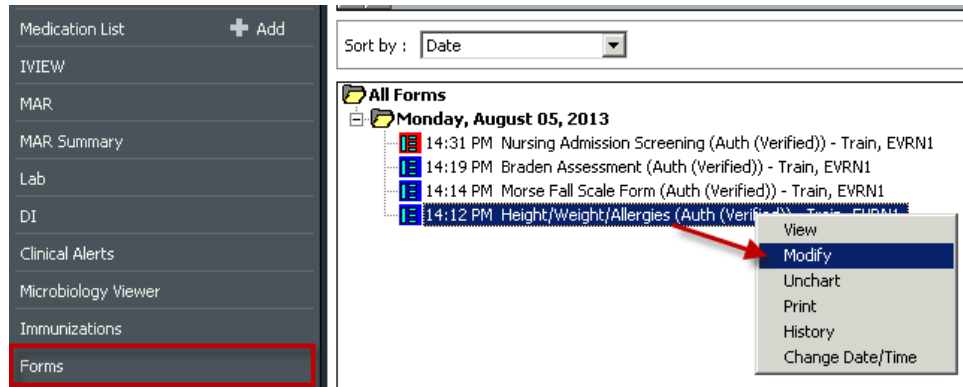 Medication List
Add
IVIEW
MAR
MAR Summary
Lab
DI
Clinical Alerts
Microbiology Viewer
Immunizations
Forms
Sort by : Date
All Forms
Monday, August 05, 2013
14:31 PM Nursing Admission Screening (Auth (Verified)) - Train, EVRN1
14:19 PM Braden Assessment (Auth (Verified)) - Train, EVRN1
14:14 PM Morse Fall Scale Form (Auth (Verified)) - Train, EVRN1
14:12 PM Height/Weight/Allergies (Auth (Verified)) - Train, EVRN1
View
Modify
Unchart
Print
History
Change Date/Time